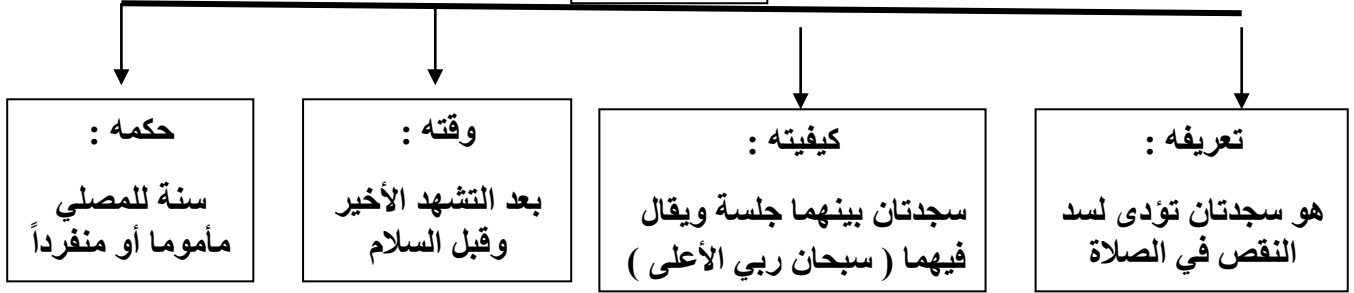 تعريفه :
هو سجدتان تؤدى لسد
النقص في الصلاة
كيفيته :
سجدتان بينهما جلسة ويقال
فيهما ( سبحان ربي الأعلى )
وقته :
بعد التشهد الأخير
وقبل السلام
حكمه :
سنة للمصلي
مأموما أو منفرداً